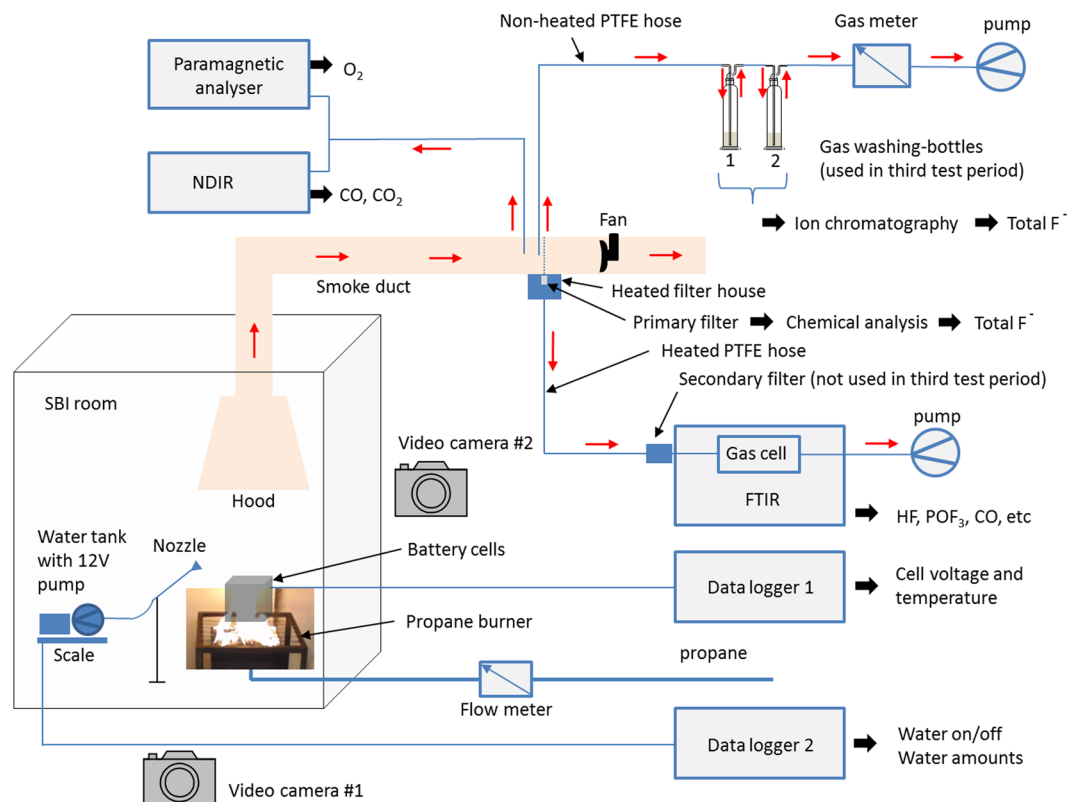 Non-heated PTFE hose
Gas meter
pump
Paramagnetic
analyser
O₂
NDIR
CO, CO₂
1
2
Gas washing-bottles
(used in third test period)
Ion chromatography
Total F⁻
Fan
Smoke duct
Heated filter house
Primary filter
Chemical analysis
Total F⁻
Heated PTFE hose
Secondary filter (not used in third test period)
SBI room
Hood
Video camera #2
pump
Gas cell
FTIR
HF, POF₃, CO, etc
Water tank
with 12V
pump
Nozzle
Scale
Battery cells
Propane burner
Data logger 1
Cell voltage and
temperature
propane
Flow meter
Data logger 2
Water on/off
Water amounts
Video camera #1